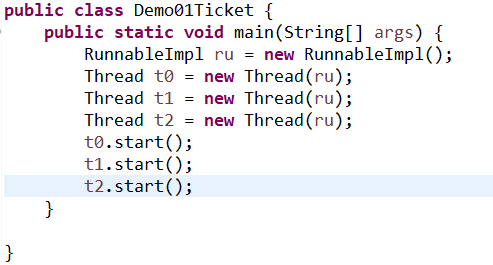 public class Demo01Ticket {
    public static void main(String[] args) {
        RunnableImpl ru = new RunnableImpl();
        Thread t0 = new Thread(ru);
        Thread t1 = new Thread(ru);
        Thread t2 = new Thread(ru);
        t0.start();
        t1.start();
        t2.start();
    }
}